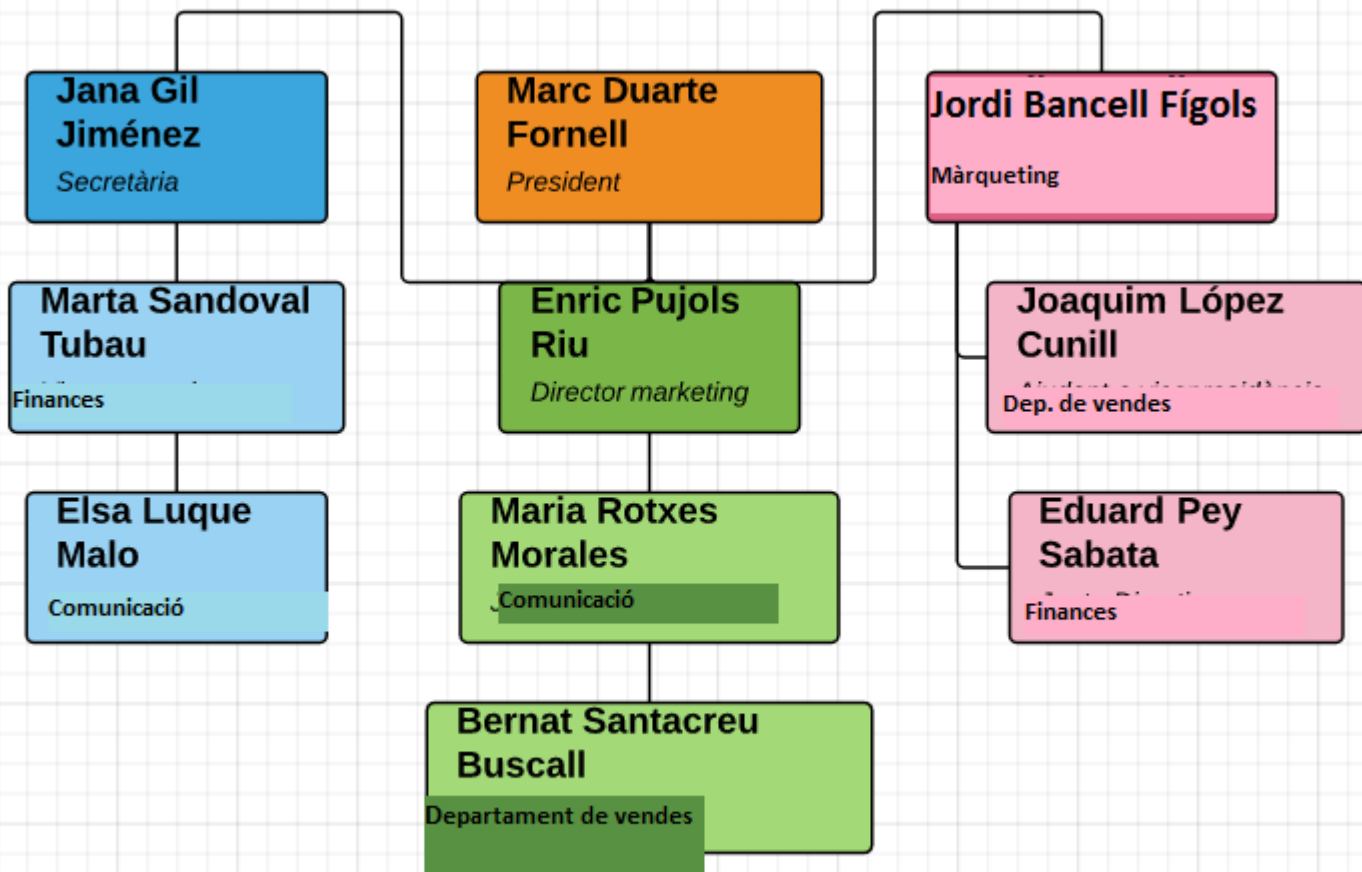 Jana Gil
Jiménez
Secretària
Marc Duarte
Fornell
President
Jordi Bancell Fígols
Màrqueting
Marta Sandoval
Tubau
Finances
Enric Pujols
Riu
Director marketing
Joaquim López
Cunill
Dep. de vendes
Elsa Luque
Malo
Comunicació
Maria Rotxes
Morales
Comunicació
Eduard Pey
Sabata
Finances
Bernat Santacreu
Buscall
Departament de vendes